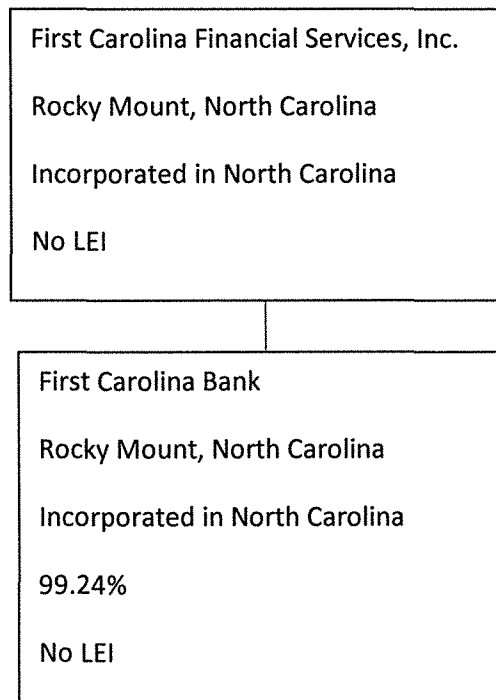 First Carolina Financial Services, Inc.
Rocky Mount, North Carolina
Incorporated in North Carolina
No LEI
First Carolina Bank
Rocky Mount, North Carolina
Incorporated in North Carolina
99.24%
No LEI